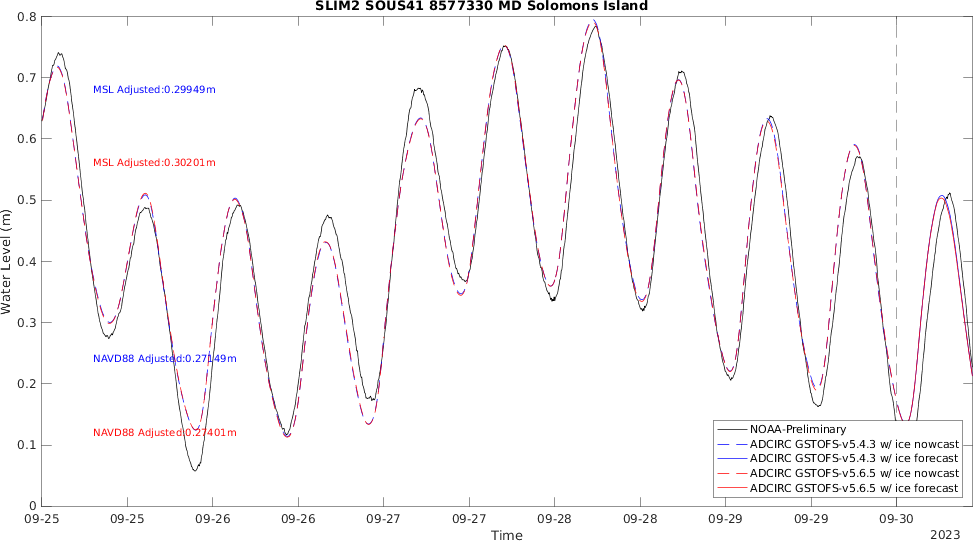 SLIM2 SOUS41 8577330 MD Solomons Island
0.8
0.7
0.6
0.5
0.4
0.3
0.2
0.1
0
Water Level (m)
MSL Adjusted:0.29949m
MSL Adjusted:0.30201m
NAVD88 Adjusted:0.27149m
NAVD88 Adjusted:0.27401m
NOAA-Preliminary
ADCIRC GSTOFS-v5.4.3 w/ ice nowcast
ADCIRC GSTOFS-v5.4.3 w/ ice forecast
ADCIRC GSTOFS-v5.6.5 w/ ice nowcast
ADCIRC GSTOFS-v5.6.5 w/ ice forecast
09-25 09-25 09-26 09-26 09-27 09-27 09-28 09-28 09-29 09-29 09-30
Time
2023